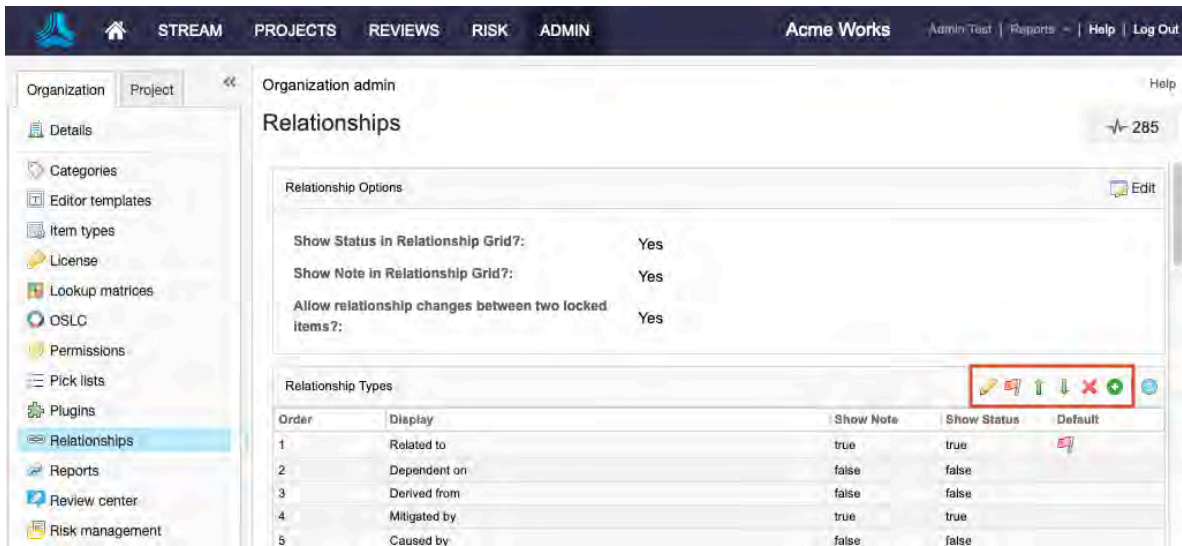 STREAM PROJECTS REVIEWS RISK ADMIN Acme Works Admin Test | Reports | Help | Log Out
Organization Project
Details
Categories
Editor templates
Item types
License
Lookup matrices
OSLC
Permissions
Pick lists
Plugins
Relationships
Reports
Review center
Risk management
Organization admin Help
Relationships 285
Relationship Options Edit
Show Status in Relationship Grid?: Yes
Show Note in Relationship Grid?: Yes
Allow relationship changes between two locked
items?: Yes
Relationship Types
Order Display Show Note Show Status Default
1 Related to true true
2 Dependent on false false
3 Derived from false false
4 Mitigated by true true
5 Caused by false false